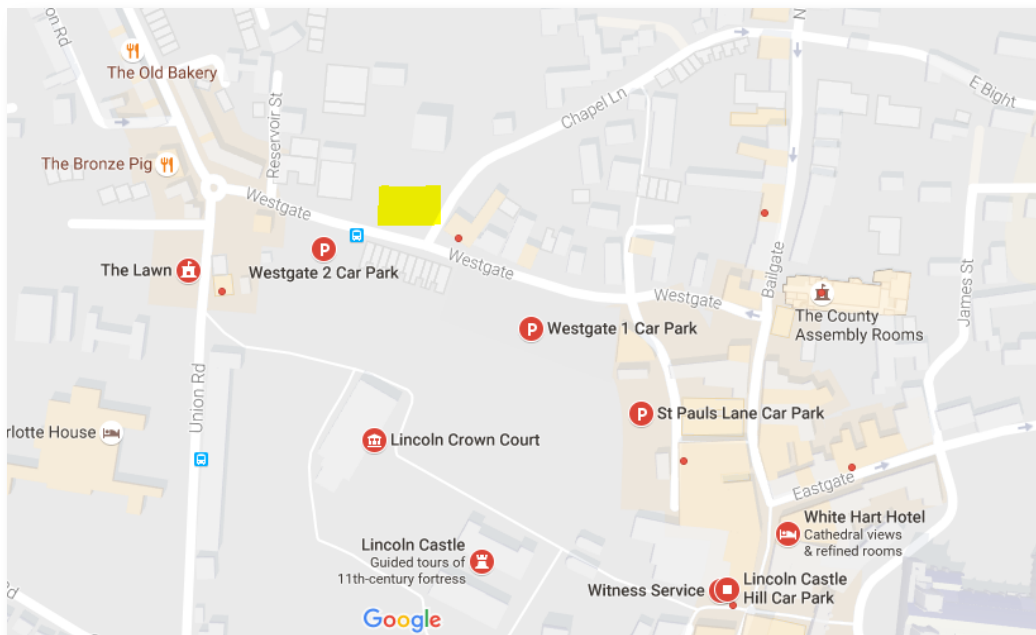 on Rd
N
The Old Bakery
E Bight
Chapel Ln
Reservoir St
The Bronze Pig
Westgate
Westgate 2 Car Park
The Lawn
Westgate
Westgate
Bailgate
James St
The County
Assembly Rooms
Westgate 1 Car Park
Union Rd
St Pauls Lane Car Park
rlotte House
Lincoln Crown Court
Eastgate
White Hart Hotel
Cathedral views
& refined rooms
Lincoln Castle
Guided tours of
11th-century fortress
Witness Service
Lincoln Castle
Hill Car Park
Rd
Google